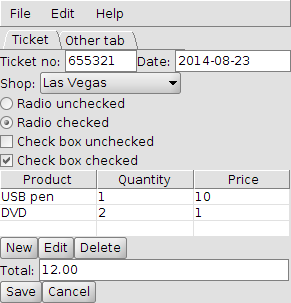 File Edit Help
Ticket Other tab
Ticket no: 655321 Date: 2014-08-23
Shop: Las Vegas
Radio unchecked
Radio checked
Check box unchecked
Check box checked
Product Quantity Price
USB pen 1 10
DVD 2 1
New Edit Delete
Total: 12.00
Save Cancel